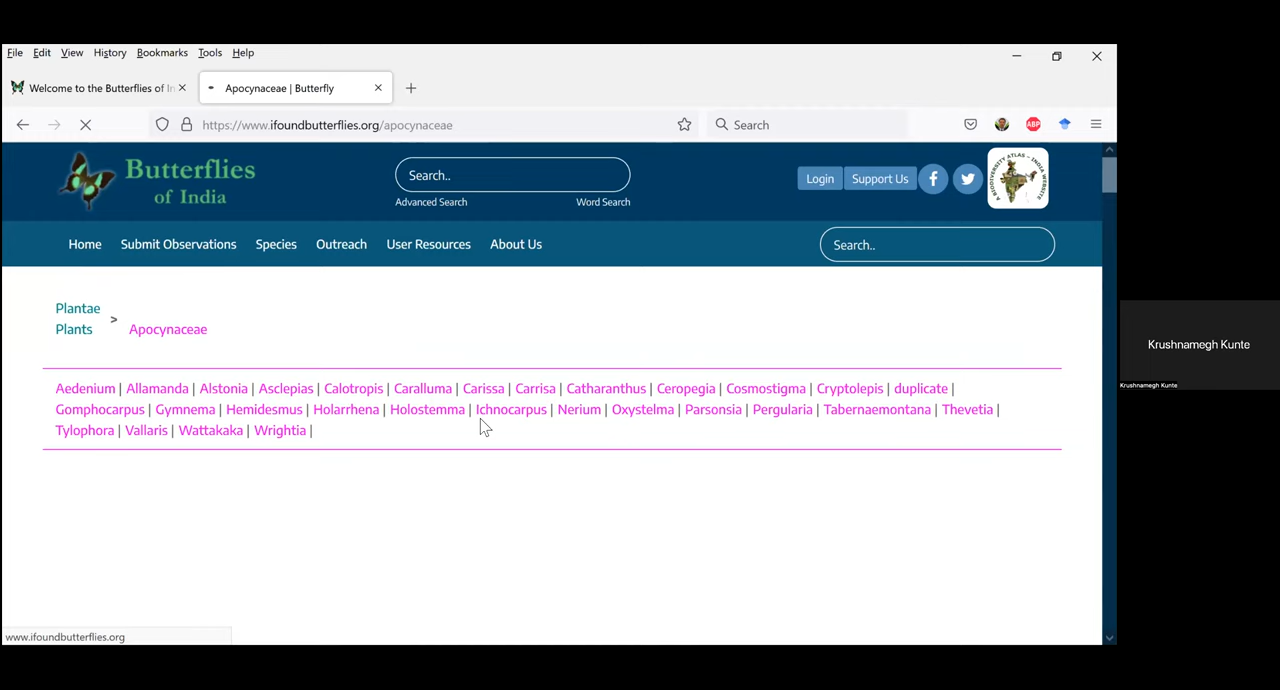 File Edit View History Bookmarks Tools Help
Welcome to the Butterflies of In
Apocynaceae | Butterfly
https://www.ifoundbutterflies.org/apocynaceae
Search
ABP
Butterflies
of India
Search..
Advanced Search Word Search
Login Support Us
Home Submit Observations Species Outreach User Resources About Us
Search..
Plantae
Plants > Apocynaceae
Aedenium | Allamanda | Alstonia | Asclepias | Calotropis | Caralluma | Carissa | Carrisa | Catharanthus | Ceropegia | Cosmostigma | Cryptolepis | duplicate |
Gomphocarpus | Gymnema | Hemidesmus | Holarrhena | Holostemma | Ichnocarpus | Nerium | Oxystelma | Parsonsia | Pergularia | Tabernaemontana | Thevetia |
Tylophora | Vallaris | Wattakaka | Wrightia |
www.ifoundbutterflies.org
Krushnamegh Kunte
Krushnamegh Kunte